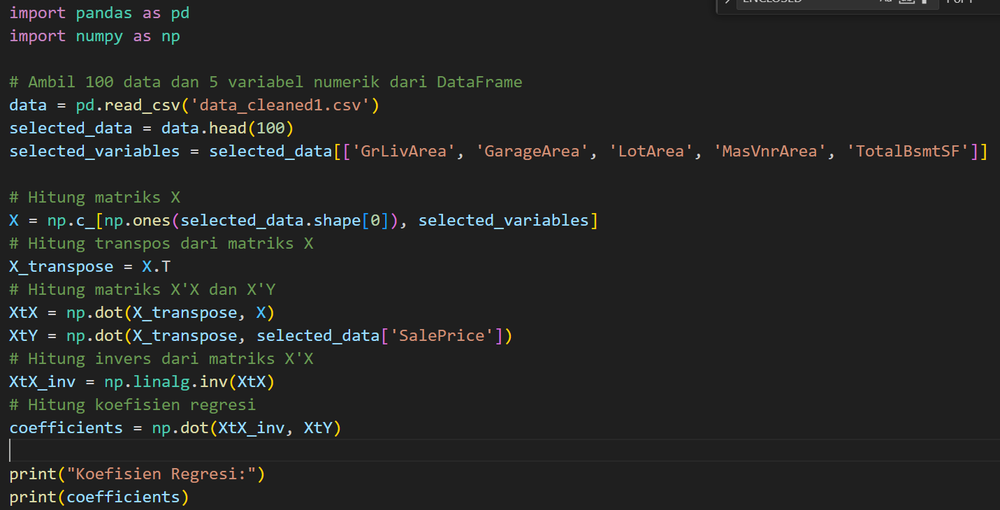 ENCLOSED
import pandas as pd
import numpy as np
# Ambil 100 data dan 5 variabel numerik dari DataFrame
data = pd.read_csv('data_cleaned1.csv')
selected_data = data.head(100)
selected_variables = selected_data[['GrLivArea', 'GarageArea', 'LotArea', 'MasVnrArea', 'TotalBsmtSF']]
# Hitung matriks X
X = np.c_[np.ones(selected_data.shape[0]), selected_variables]
# Hitung transpos dari matriks X
X_transpose = X.T
# Hitung matriks X'X dan X'Y
XtX = np.dot(X_transpose, X)
XtY = np.dot(X_transpose, selected_data['SalePrice'])
# Hitung invers dari matriks X'X
XtX_inv = np.linalg.inv(XtX)
# Hitung koefisien regresi
coefficients = np.dot(XtX_inv, XtY)
print("Koefisien Regresi:")
print(coefficients)